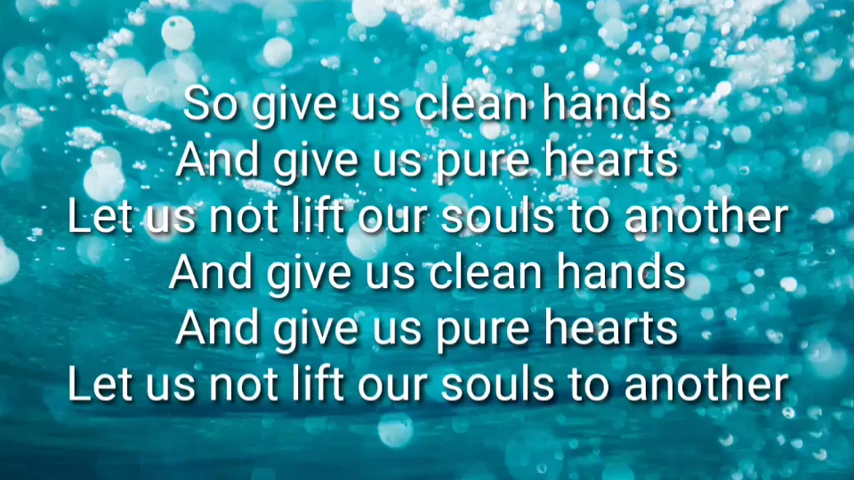 So give us clean hands
And give us pure hearts
Let us not lift our souls to another
And give us clean hands
And give us pure hearts
Let us not lift our souls to another